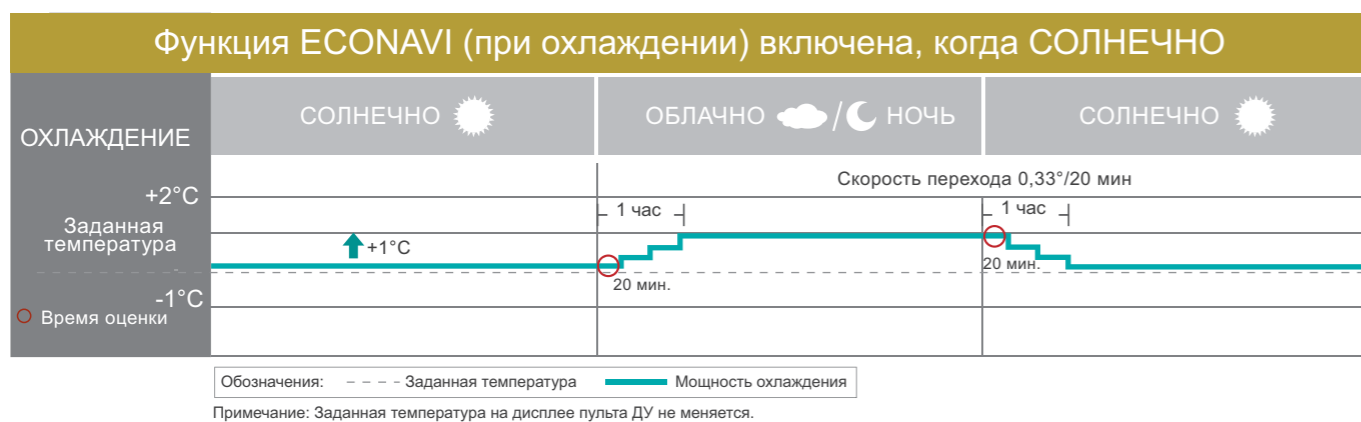 Функция ECONAVI (при охлаждении) включена, когда СОЛНЕЧНО
ОХЛАЖДЕНИЕ
СОЛНЕЧНО
ОБЛАЧНО / НОЧЬ
СОЛНЕЧНО
+2°C
Скорость перехода 0,33°/20 мин
1 час
1 час
Заданная
температура
+1°C
20 мин.
20 мин.
-1°C
Время оценки
Обозначения: Заданная температура Мощность охлаждения
Примечание: Заданная температура на дисплее пульта ДУ не меняется.